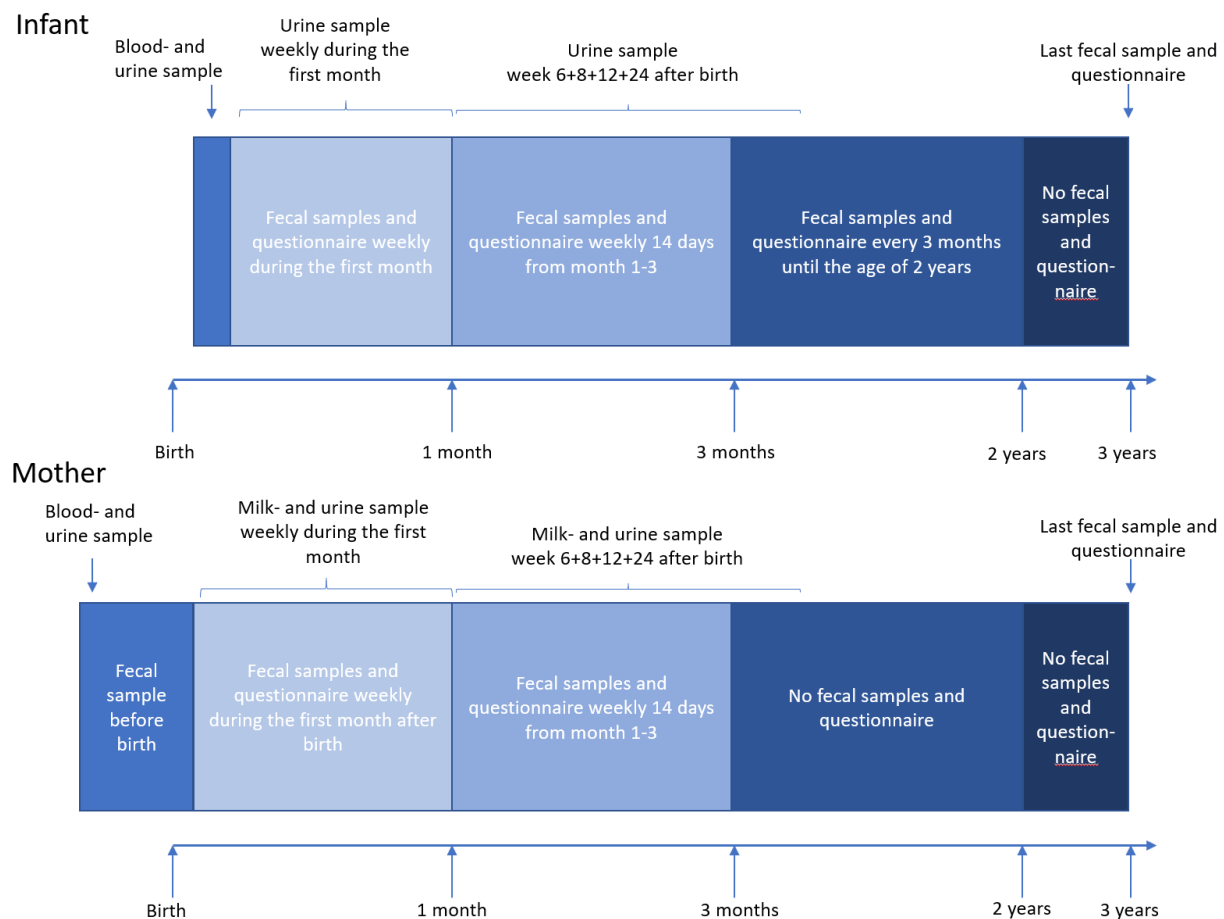 Infant
Blood- and
urine sample
Urine sample
weekly during the
first month
Urine sample
week 6+8+12+24 after birth
Last fecal sample and
questionnaire
Fecal samples and
questionnaire weekly
during the first month
Fecal samples and
questionnaire weekly 14 days
from month 1-3
Fecal samples and
questionnaire every 3 months
until the age of 2 years
No fecal
samples
and
question-
naire
Birth
1 month
3 months
2 years
3 years
Mother
Blood- and
urine sample
Milk- and urine sample
weekly during the first
month
Milk- and urine sample
week 6+8+12+24 after birth
Last fecal sample and
questionnaire
Fecal
sample
before
birth
Fecal samples and
questionnaire weekly
during the first month after
birth
Fecal samples and
questionnaire weekly 14 days
from month 1-3
No fecal samples and
questionnaire
No fecal
samples
and
question-
naire
Birth
1 month
3 months
2 years
3 years